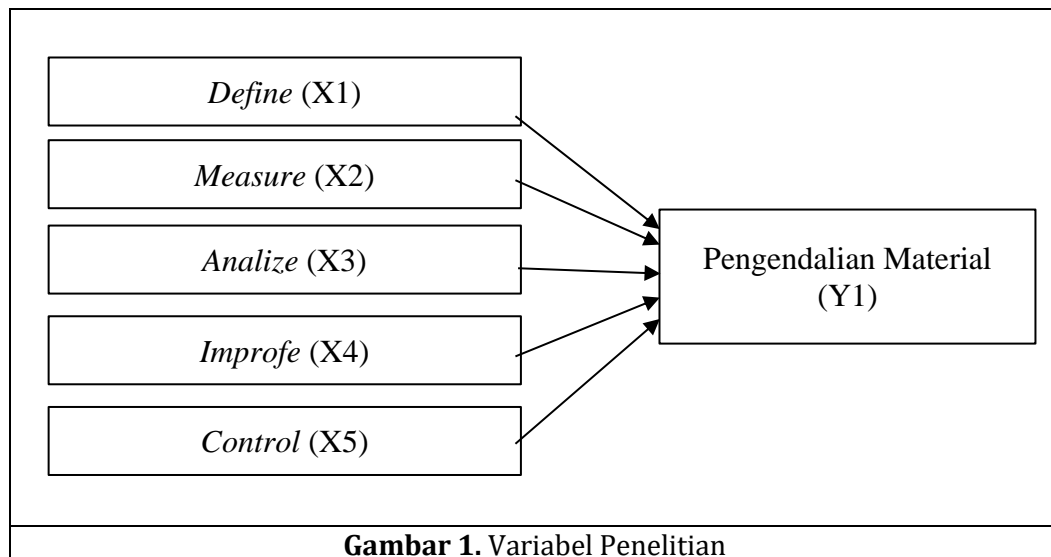 Define (X1)
Measure (X2)
Analize (X3)
Improfe (X4)
Control (X5)
Pengendalian Material
(Y1)
Gambar 1. Variabel Penelitian